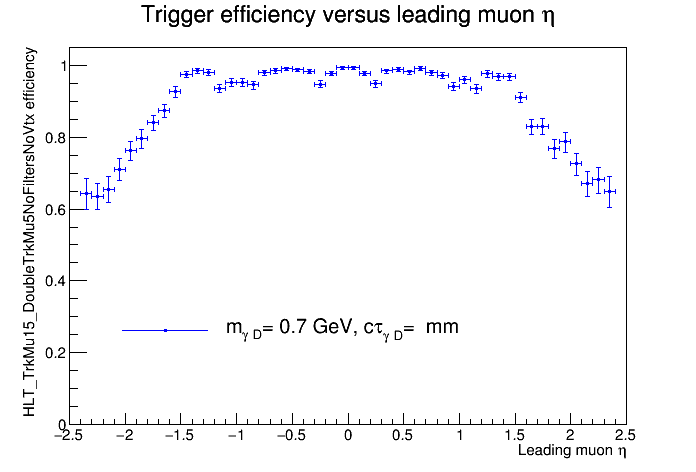 Trigger efficiency versus leading muon η
HLT_TrkMu15_DoubleTrkMu5NoFiltersNoVtx efficiency
1
0.8
0.6
0.4
0.2
0
m_γ D= 0.7 GeV, cτ_γ D= mm
−2.5 −2 −1.5 −1 −0.5 0 0.5 1 1.5 2 2.5
Leading muon η